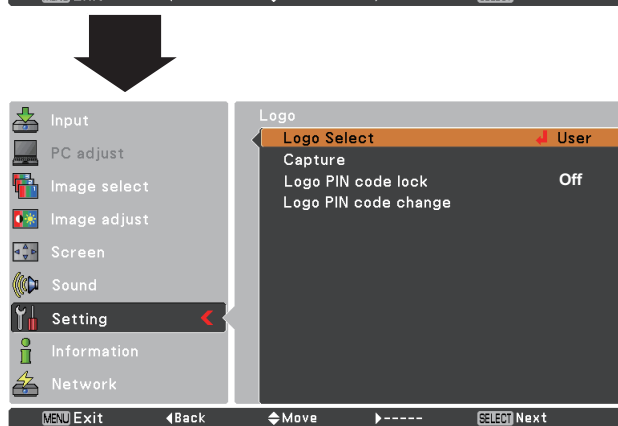 Input
PC adjust
Image select
Image adjust
Screen
Sound
Setting
Information
Network
Logo
Logo Select User
Capture
Logo PIN code lock Off
Logo PIN code change
MENU Exit Back Move ----- SELECT Next